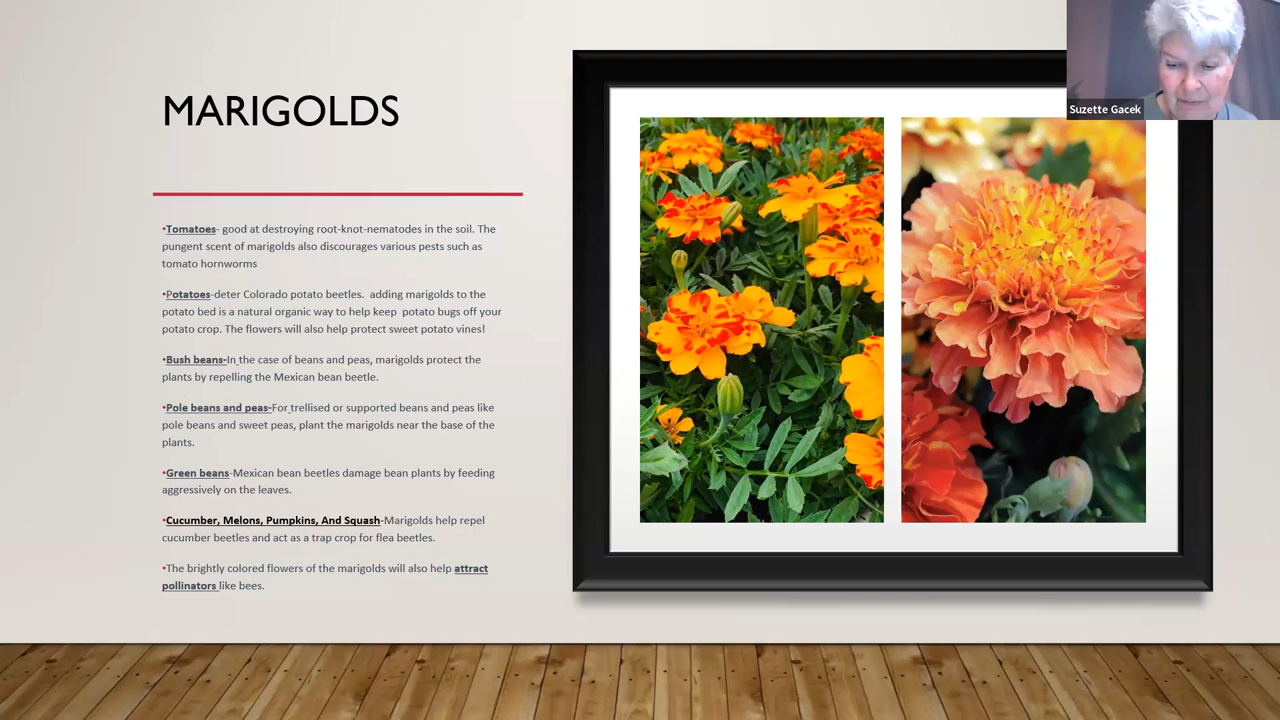 MARIGOLDS
Suzette Gacek
•Tomatoes- good at destroying root-knot-nematodes in the soil. The
pungent scent of marigolds also discourages various pests such as
tomato hornworms
•Potatoes-deter Colorado potato beetles.  adding marigolds to the
potato bed is a natural organic way to help keep  potato bugs off your
potato crop. The flowers will also help protect sweet potato vines!
•Bush beans-In the case of beans and peas, marigolds protect the
plants by repelling the Mexican bean beetle.
•Pole beans and peas-For trellised or supported beans and peas like
pole beans and sweet peas, plant the marigolds near the base of the
plants.
•Green beans-Mexican bean beetles damage bean plants by feeding
aggressively on the leaves.
•Cucumber, Melons, Pumpkins, And Squash-Marigolds help repel
cucumber beetles and act as a trap crop for flea beetles.
•The brightly colored flowers of the marigolds will also help attract
pollinators like bees.